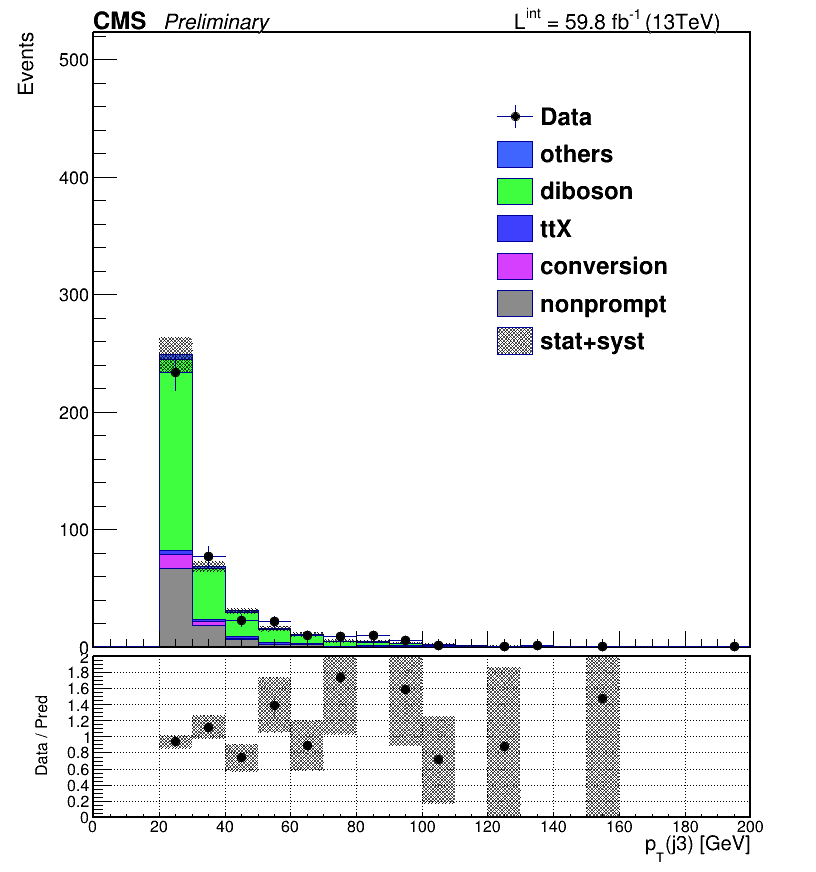 CMS Preliminary L^int = 59.8 fb^-1 (13TeV)
Events
500
400
300
200
100
0
Data
others
diboson
ttX
conversion
nonprompt
stat+syst
Data / Pred
2
1.8
1.6
1.4
1.2
1
0.8
0.6
0.4
0.2
0
0 20 40 60 80 100 120 140 160 180 200
p_T(j3) [GeV]